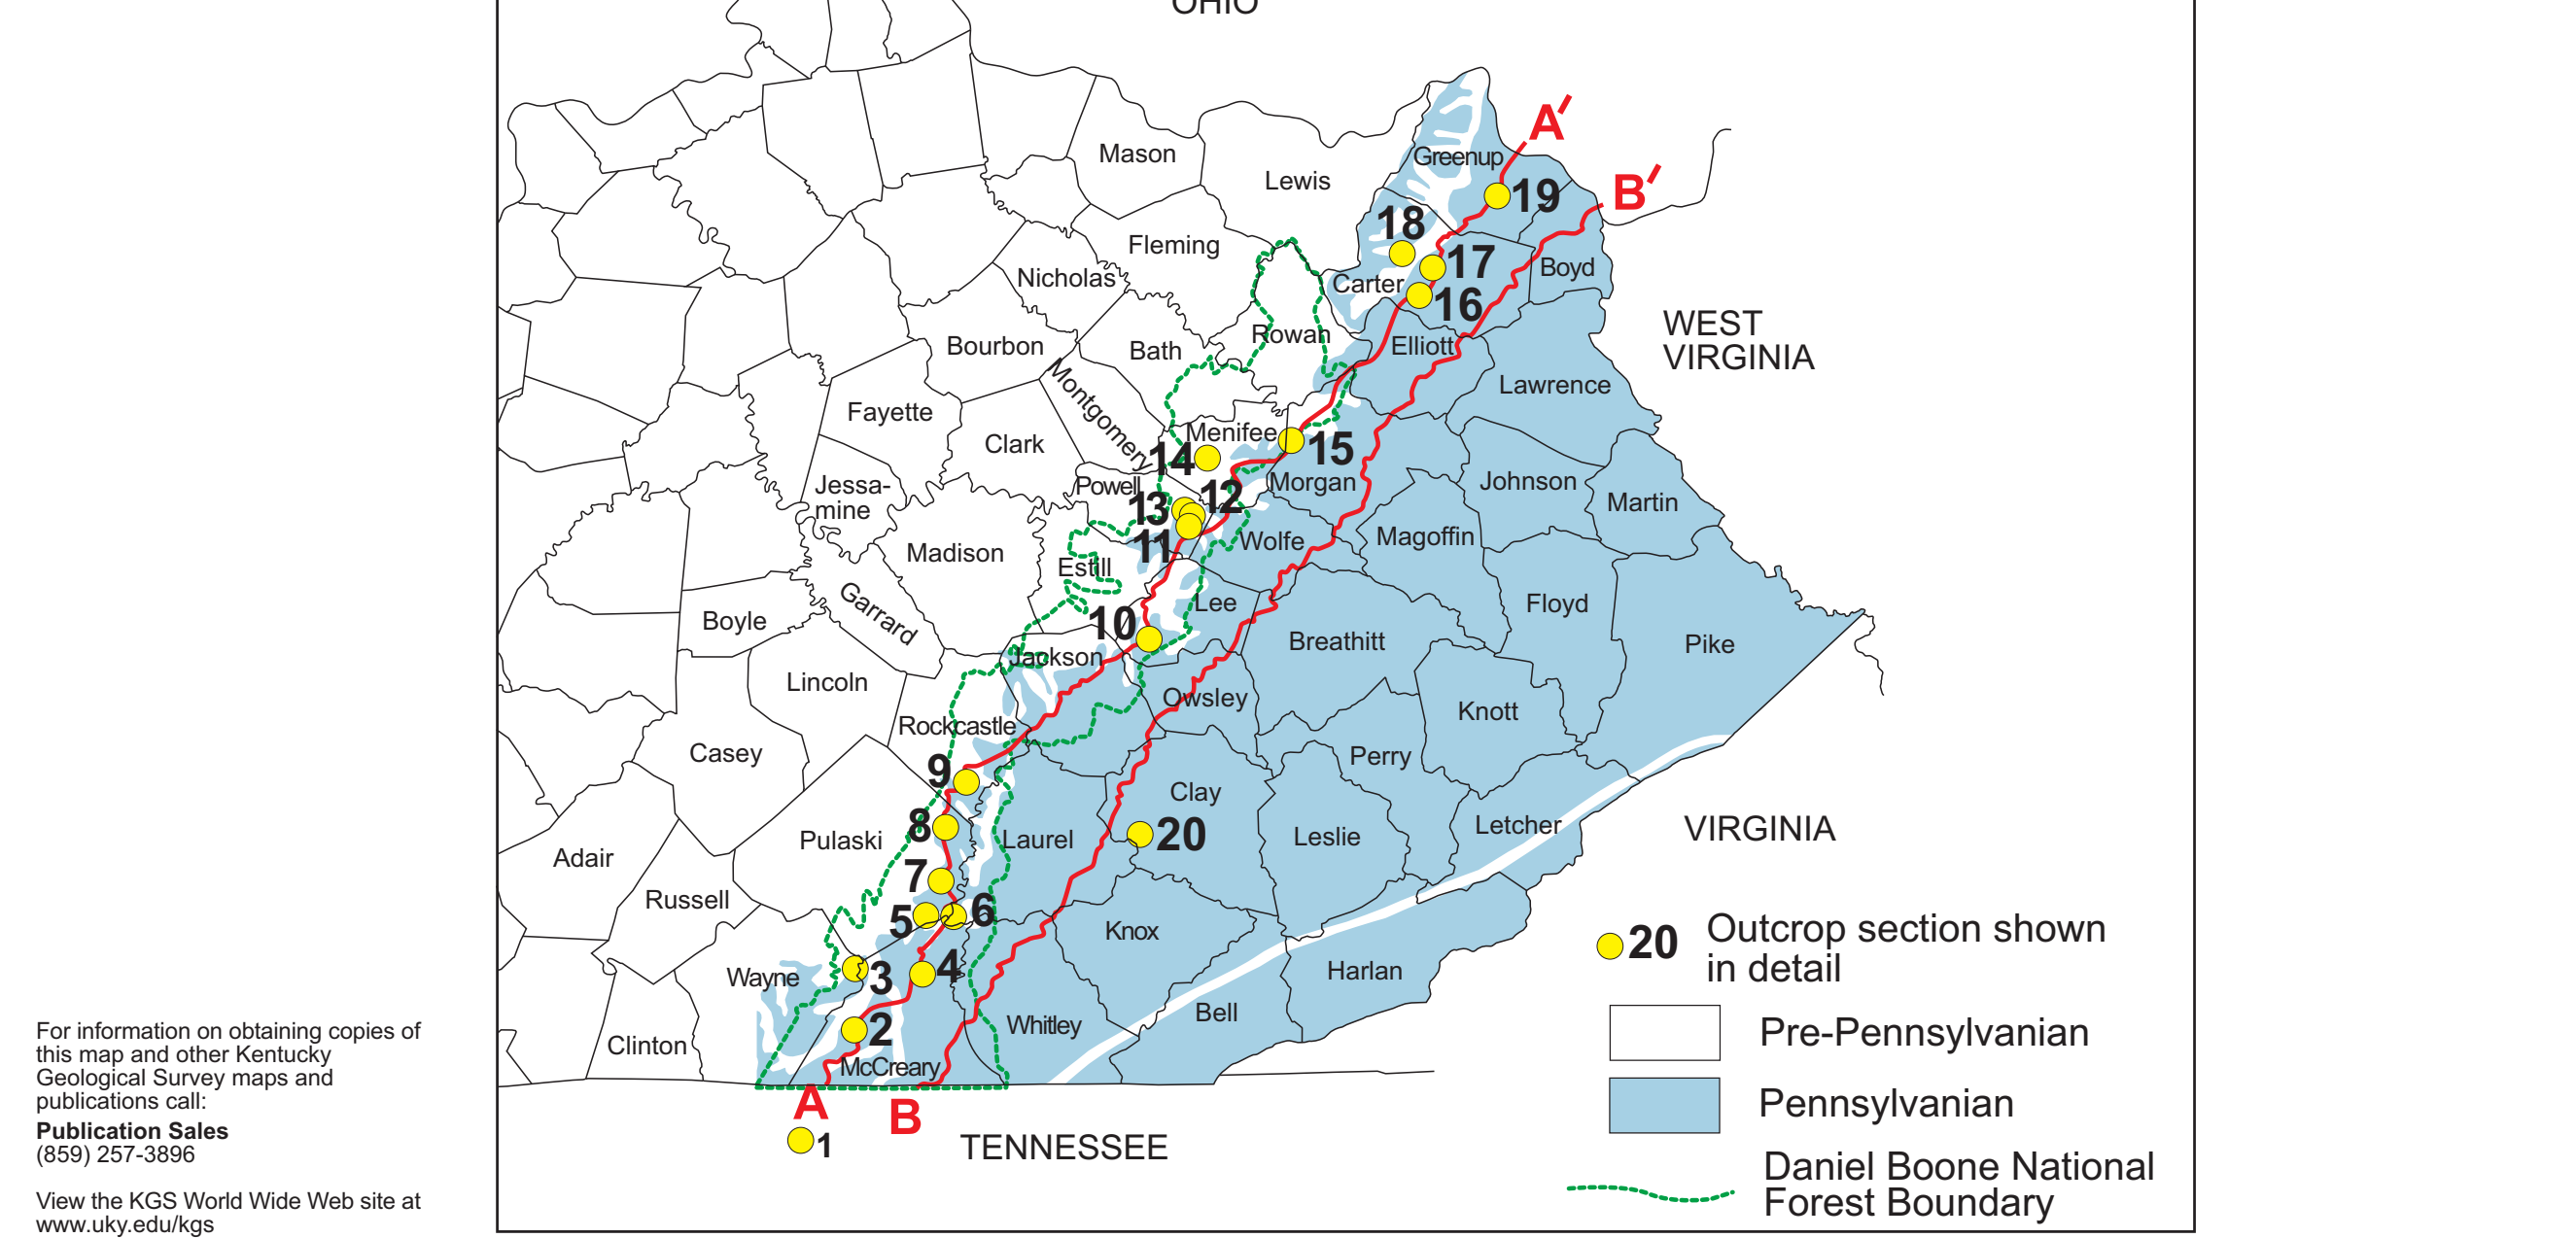 OHIO
A′
Mason
Greenup
Lewis
B′
19
18
Fleming
17
Nicholas
Carter
Boyd
16
WEST
VIRGINIA
Rowan
Bourbon
Bath
Elliott
Montgomery
Lawrence
Fayette
Clark
Menifee
15
14
Powell
Morgan
Johnson
Jessa-
mine
13
12
Martin
11
Madison
Wolfe
Magoffin
Estill
Garrard
Lee
Floyd
Boyle
10
Breathitt
Pike
Jackson
Lincoln
Owsley
Knott
Rockcastle
Casey
Perry
9
Clay
8
Pulaski
Laurel
20
Leslie
Letcher
VIRGINIA
Adair
7
Russell
5
6
Knox
20
Outcrop section shown
in detail
Wayne
3
4
Harlan
2
Whitley
Bell
Clinton
McCreary
Pre-Pennsylvanian
Pennsylvanian
A
B
1
TENNESSEE
Daniel Boone National
Forest Boundary
For information on obtaining copies of
this map and other Kentucky
Geological Survey maps and
publications call:
Publication Sales
(859) 257-3896
View the KGS World Wide Web site at
www.uky.edu/kgs